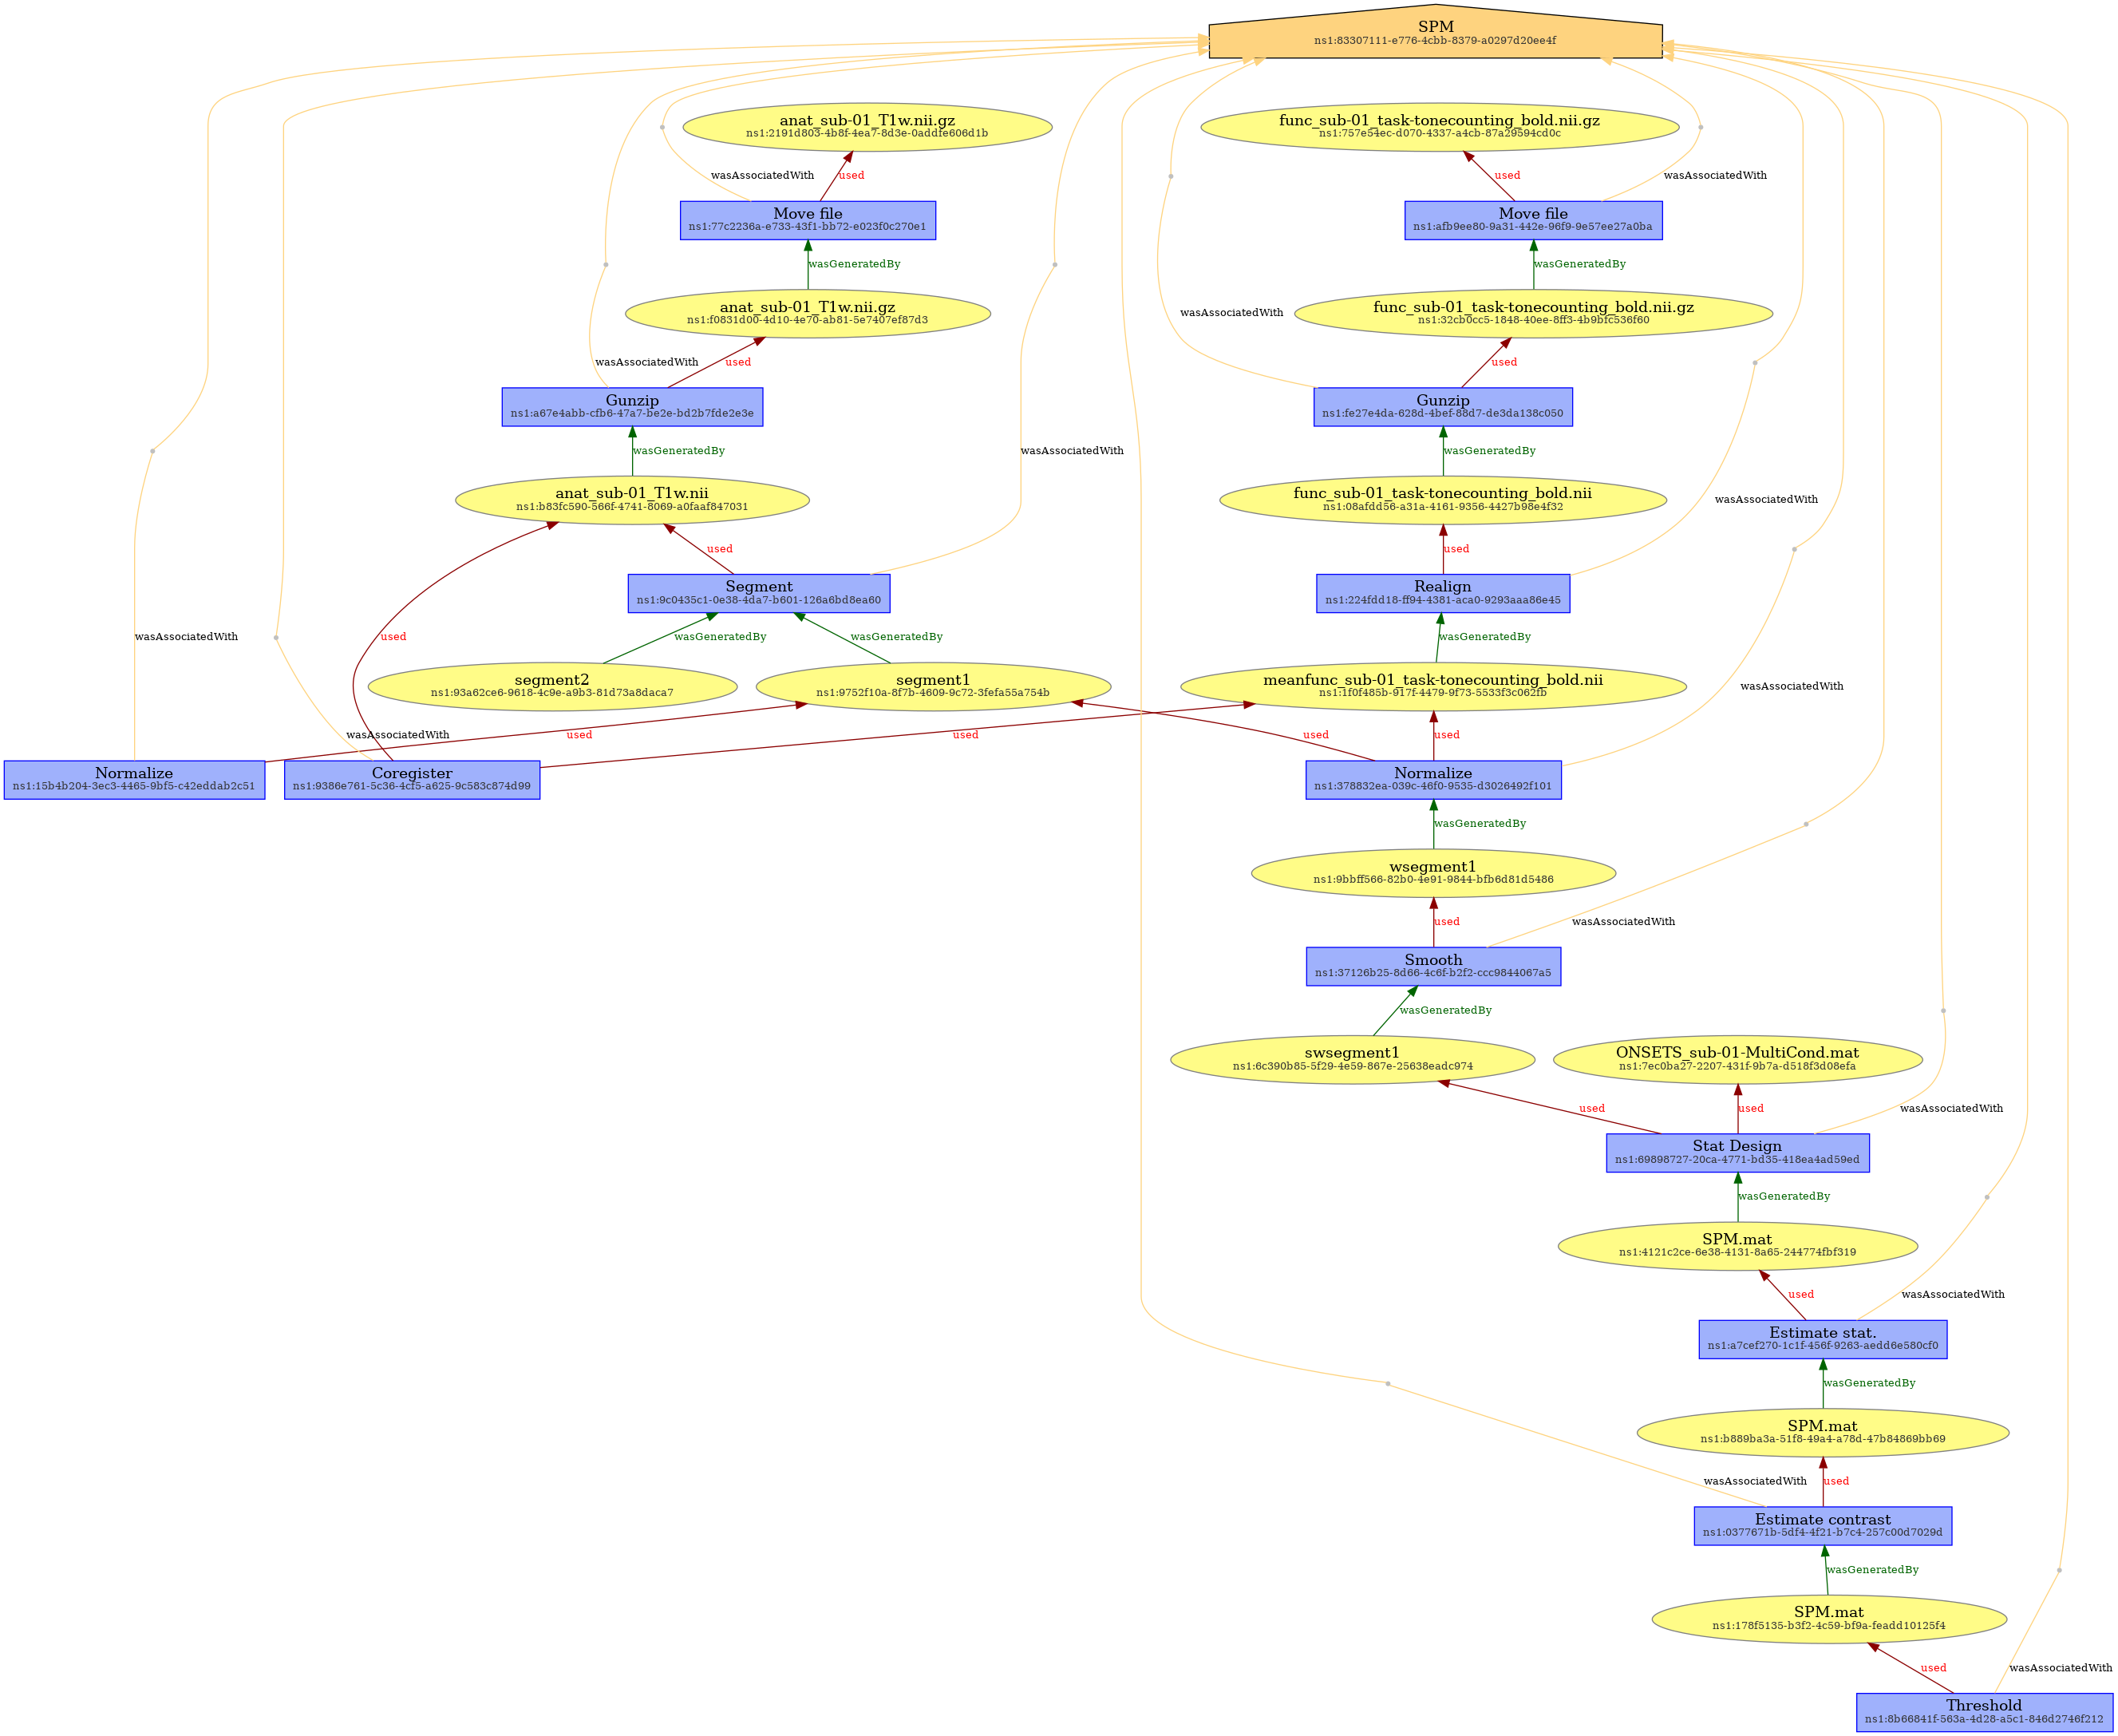 SPM
ns1:83307111-e776-4cbb-8379-a0297d20ee4f
anat_sub-01_T1w.nii.gz
ns1:2191d803-4b8f-4ea7-8d3e-0addfe606d1b
func_sub-01_task-tonecounting_bold.nii.gz
ns1:757e54ec-d070-4337-a4cb-87a29594cd0c
wasAssociatedWith
used
used
wasAssociatedWith
Move file
ns1:77c2236a-e733-43f1-bb72-e023f0c270e1
Move file
ns1:afb9ee80-9a31-442e-96f9-9e57ee27a0ba
wasGeneratedBy
wasGeneratedBy
anat_sub-01_T1w.nii.gz
ns1:f0831d00-4d10-4e70-ab81-5e7407ef87d3
wasAssociatedWith
func_sub-01_task-tonecounting_bold.nii.gz
ns1:32cb0cc5-1848-40ee-8ff3-4b9bfc536f60
wasAssociatedWith
used
used
Gunzip
ns1:a67e4abb-cfb6-47a7-be2e-bd2b7fde2e3e
Gunzip
ns1:fe27e4da-628d-4bef-88d7-de3da138c050
wasGeneratedBy
wasAssociatedWith
wasGeneratedBy
anat_sub-01_T1w.nii
ns1:b83fc590-566f-4741-8069-a0faaf847031
func_sub-01_task-tonecounting_bold.nii
ns1:08afdd56-a31a-4161-9356-4427b98e4f32
wasAssociatedWith
used
used
Segment
ns1:9c0435c1-0e38-4da7-b601-126a6bd8ea60
Realign
ns1:224fdd18-ff94-4381-aca0-9293aaa86e45
wasAssociatedWith
used
wasGeneratedBy
wasGeneratedBy
wasGeneratedBy
segment2
ns1:93a62ce6-9618-4c9e-a9b3-81d73a8daca7
segment1
ns1:9752f10a-8f7b-4609-9c72-3fefa55a754b
meanfunc_sub-01_task-tonecounting_bold.nii
ns1:1f0f485b-917f-4479-9f73-5533f3c062fb
wasAssociatedWith
wasAssociatedWith
used
used
used
used
Normalize
ns1:15b4b204-3ec3-4465-9bf5-c42eddab2c51
Coregister
ns1:9386e761-5c36-4cf5-a625-9c583c874d99
Normalize
ns1:378832ea-039c-46f0-9535-d3026492f101
wasGeneratedBy
wsegment1
ns1:9bbff566-82b0-4e91-9844-bfb6d81d5486
used
wasAssociatedWith
Smooth
ns1:37126b25-8d66-4c6f-b2f2-ccc9844067a5
wasGeneratedBy
swsegment1
ns1:6c390b85-5f29-4e59-867e-25638eadc974
ONSETS_sub-01-MultiCond.mat
ns1:7ec0ba27-2207-431f-9b7a-d518f3d08efa
used
used
wasAssociatedWith
Stat Design
ns1:69898727-20ca-4771-bd35-418ea4ad59ed
wasGeneratedBy
SPM.mat
ns1:4121c2ce-6e38-4131-8a65-244774fbf319
used
wasAssociatedWith
Estimate stat.
ns1:a7cef270-1c1f-456f-9263-aedd6e580cf0
wasGeneratedBy
SPM.mat
ns1:b889ba3a-51f8-49a4-a78d-47b84869bb69
wasAssociatedWith
used
Estimate contrast
ns1:0377671b-5df4-4f21-b7c4-257c00d7029d
wasGeneratedBy
SPM.mat
ns1:178f5135-b3f2-4c59-bf9a-feadd10125f4
used
wasAssociatedWith
Threshold
ns1:8b66841f-563a-4d28-a5c1-846d2746f212